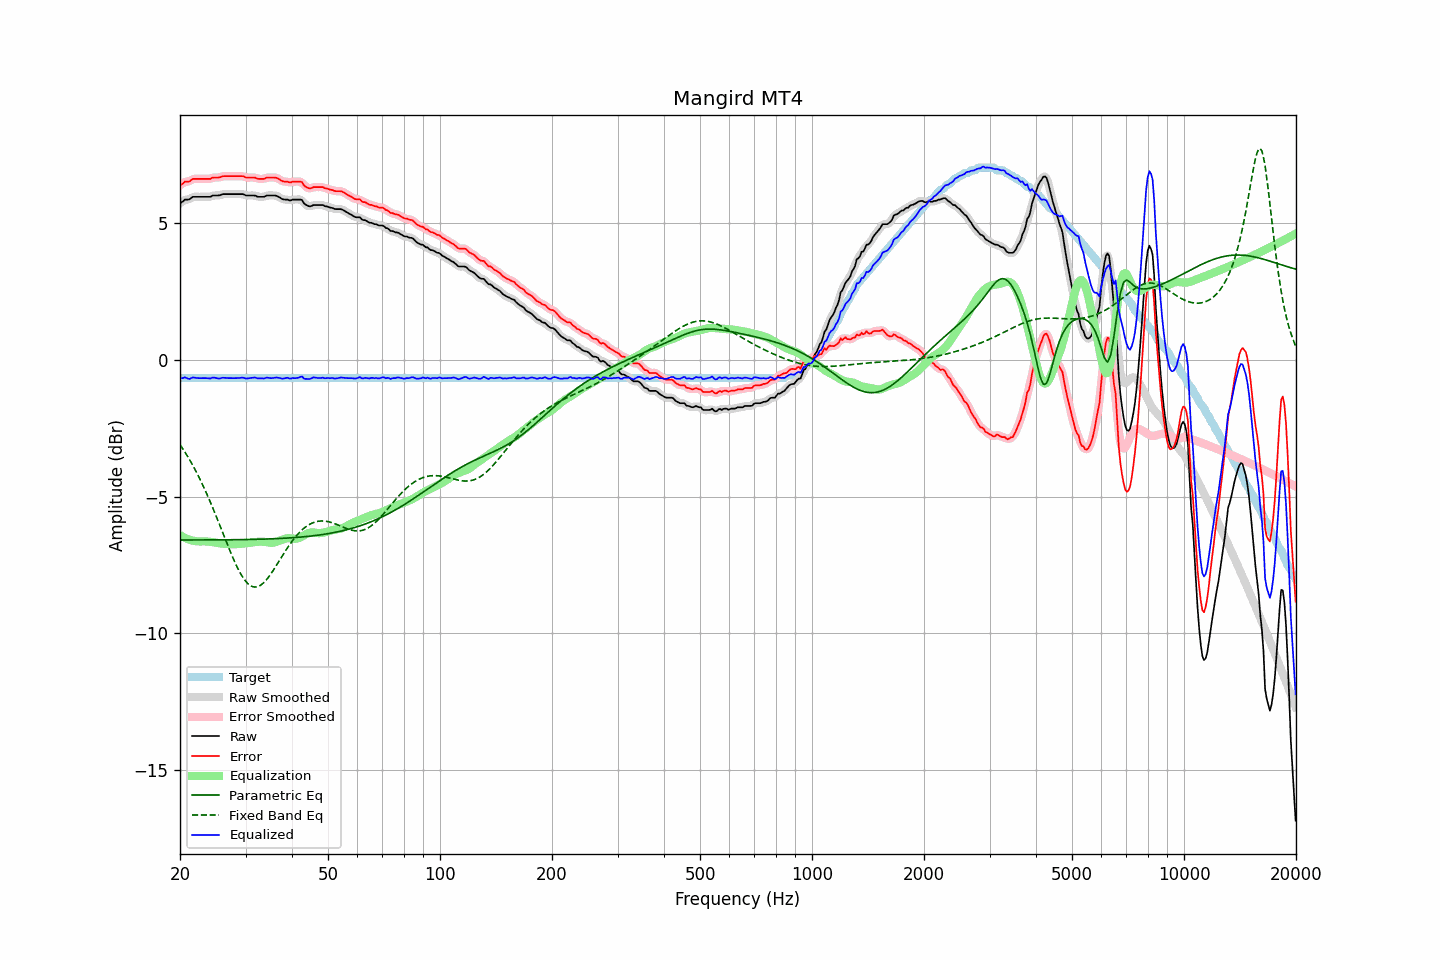 Mangird MT4
Amplitude (dBr)
5
0
−5
−10
−15
Target
Raw Smoothed
Error Smoothed
Raw
Error
Equalization
Parametric Eq
Fixed Band Eq
Equalized
20 50 100 200 500 1000 2000 5000 10000 20000
Frequency (Hz)